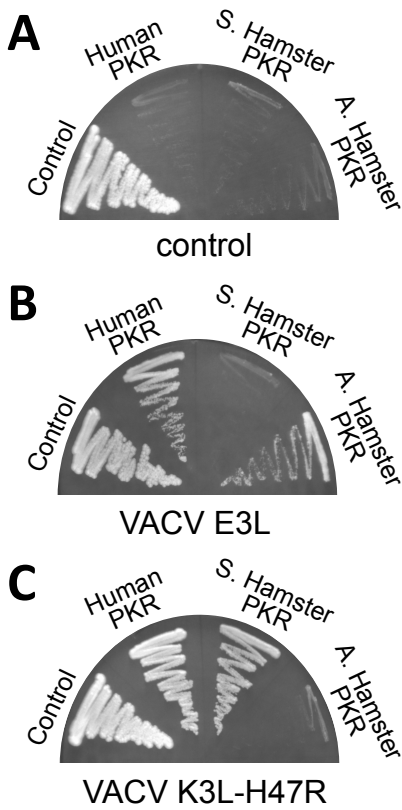 A
Human
PKR
S. Hamster
PKR
A. Hamster
PKR
Control
control
B
Human
PKR
S. Hamster
PKR
A. Hamster
PKR
Control
VACV E3L
C
Human
PKR
S. Hamster
PKR
A. Hamster
PKR
Control
VACV K3L-H47R